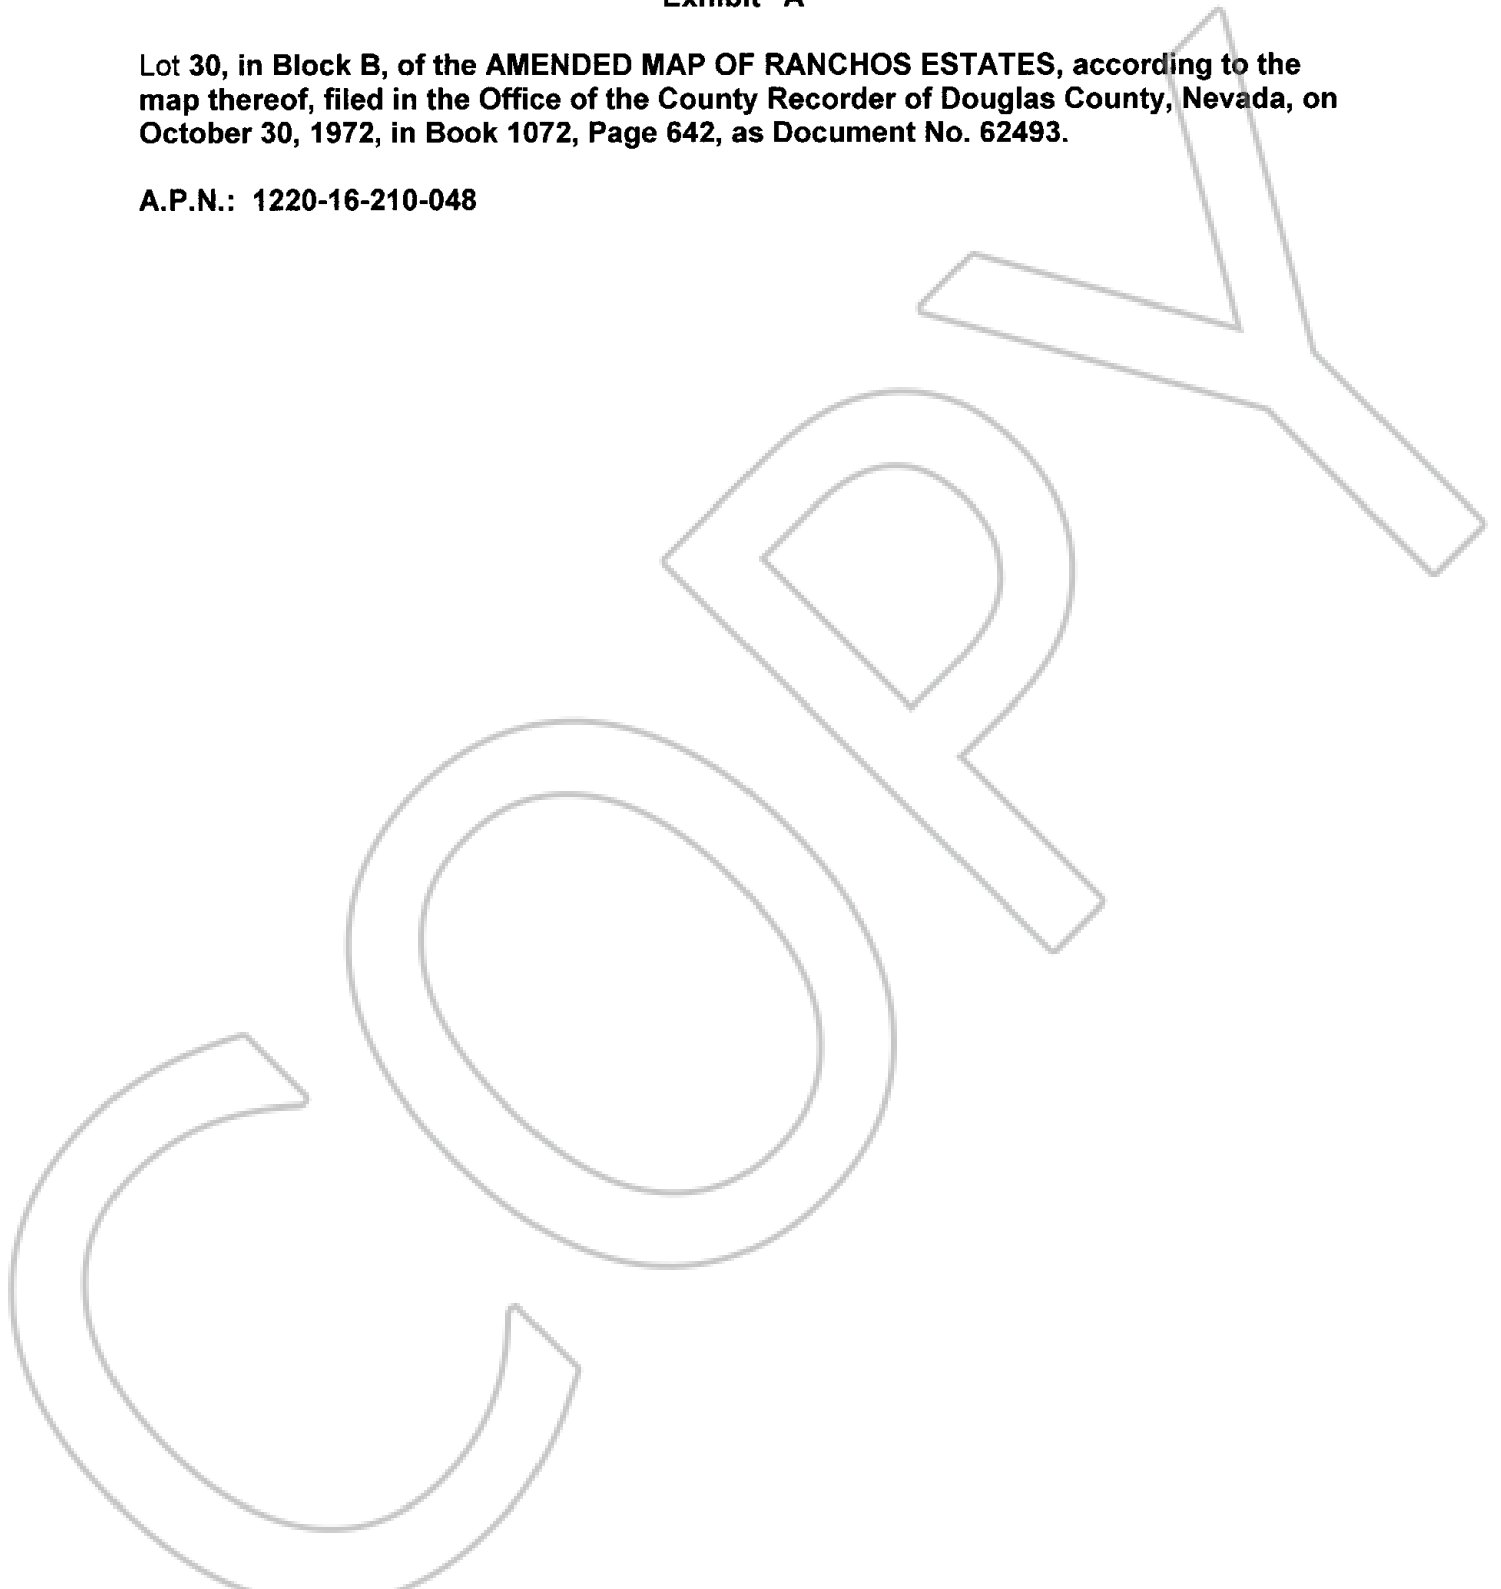 Exhibit A
Lot 30, in Block B, of the AMENDED MAP OF RANCHOS ESTATES, according to the
map thereof, filed in the Office of the County Recorder of Douglas County, Nevada, on
October 30, 1972, in Book 1072, Page 642, as Document No. 62493.
A.P.N.: 1220-16-210-048
COPY